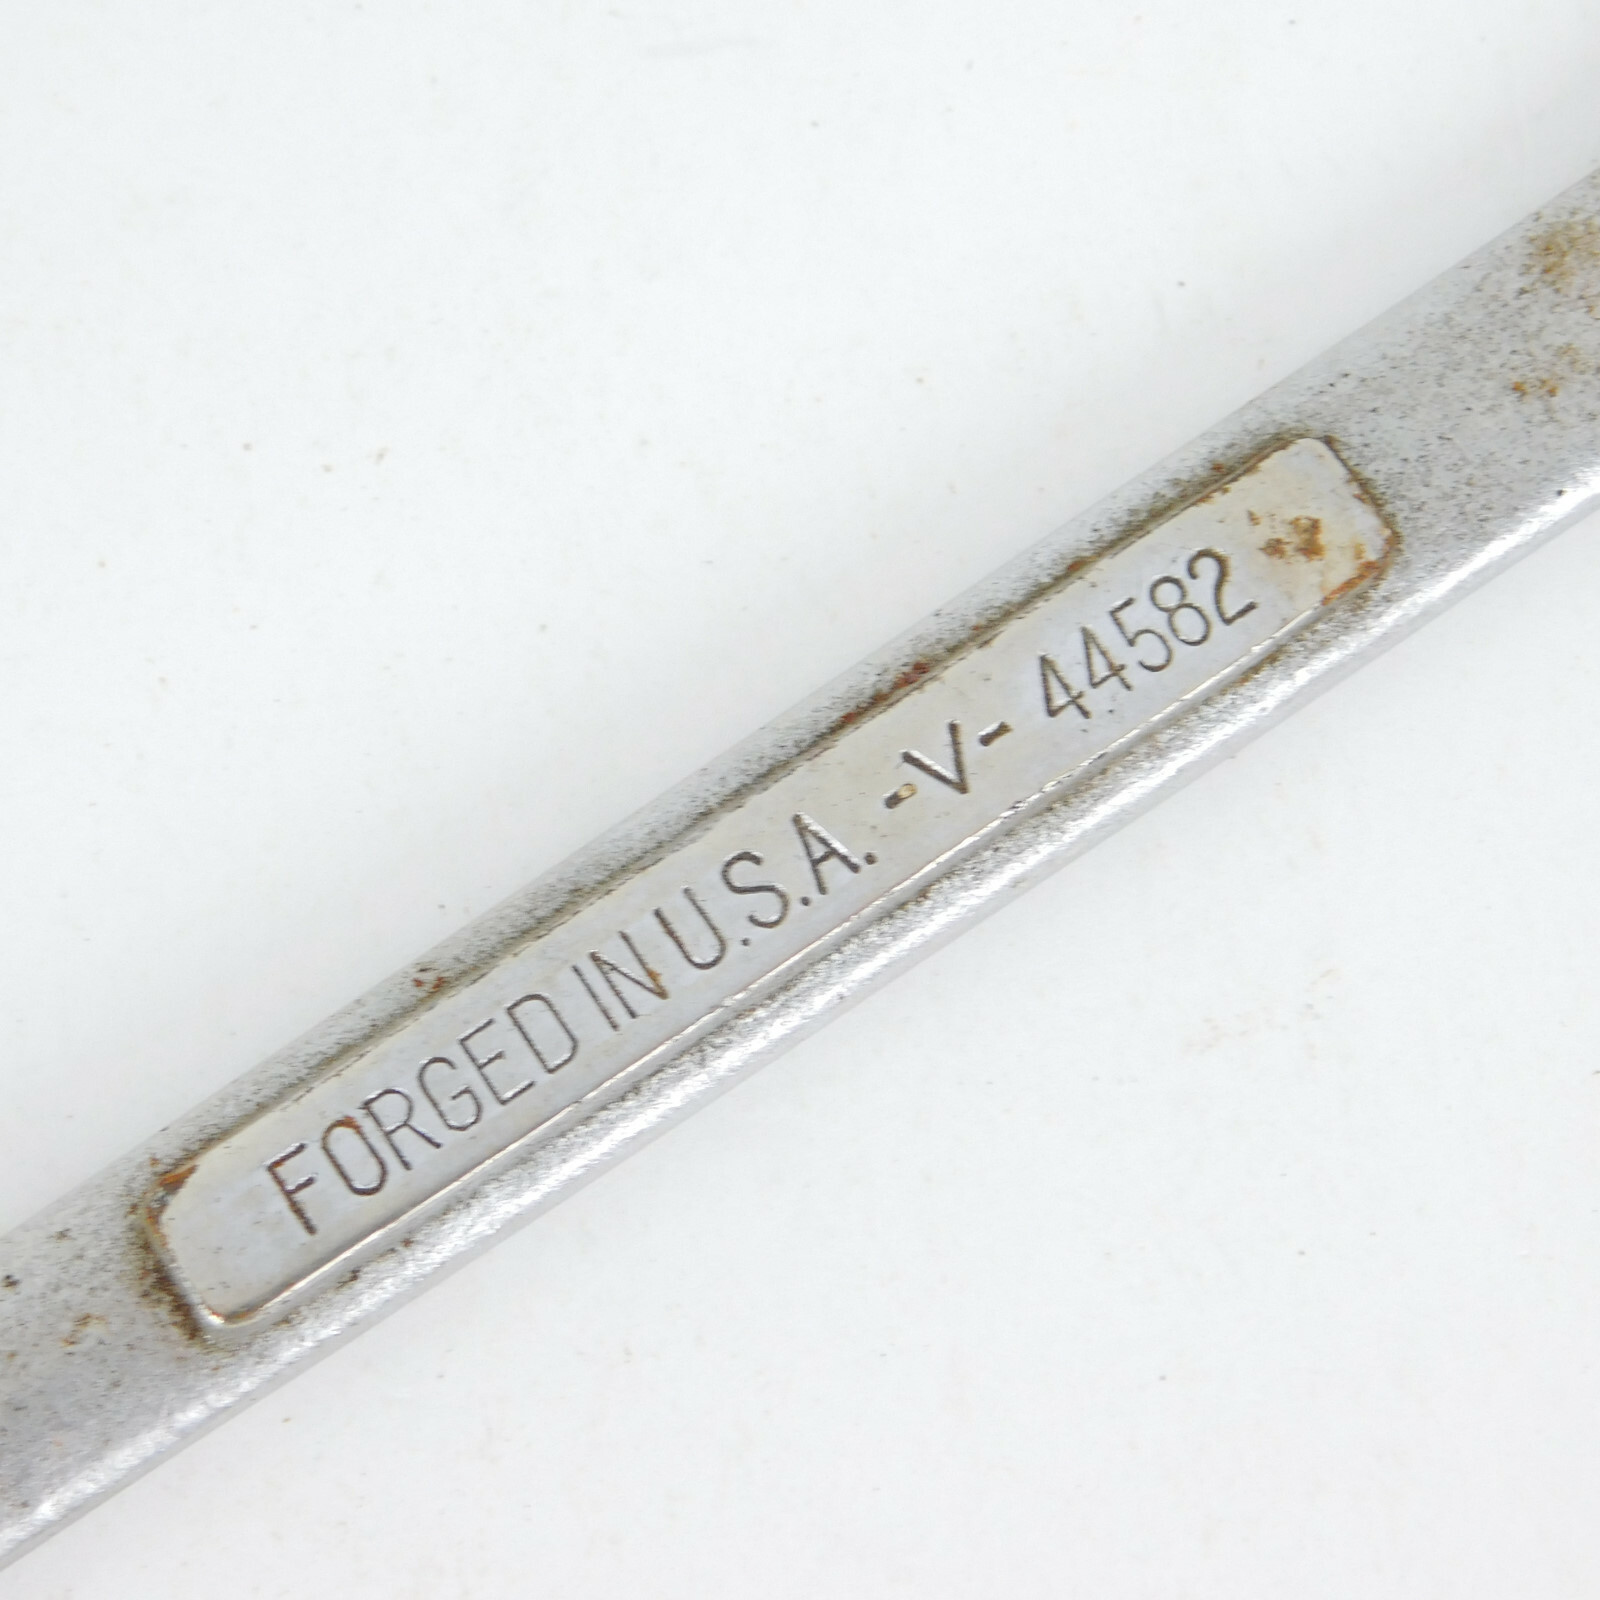 FORGED IN U.S.A. -V- 44582